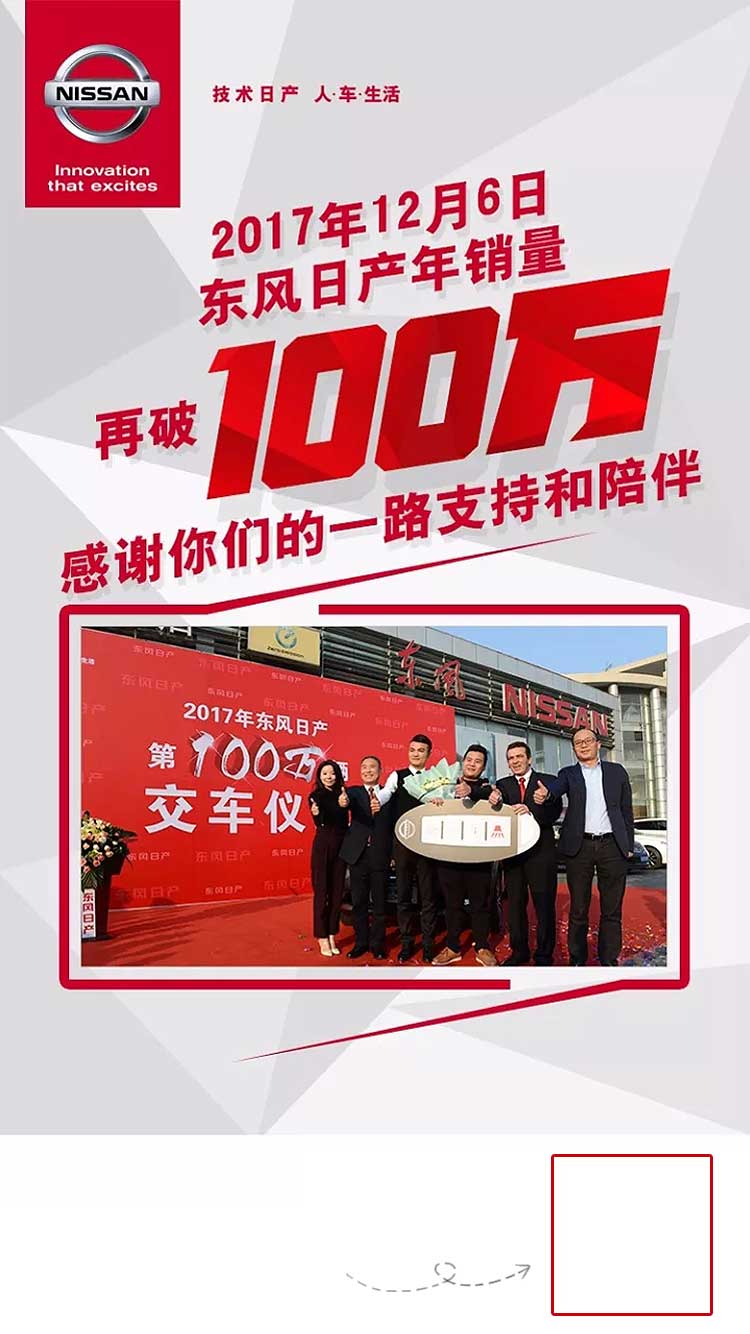 NISSAN
Innovation
that excites
技术日产 人·车·生活
2017年12月6日
东风日产年销量
再破
100万
感谢你们的一路支持和陪伴
东风
NISSAN
2017年东风日产
第100万
交车仪
东风日产